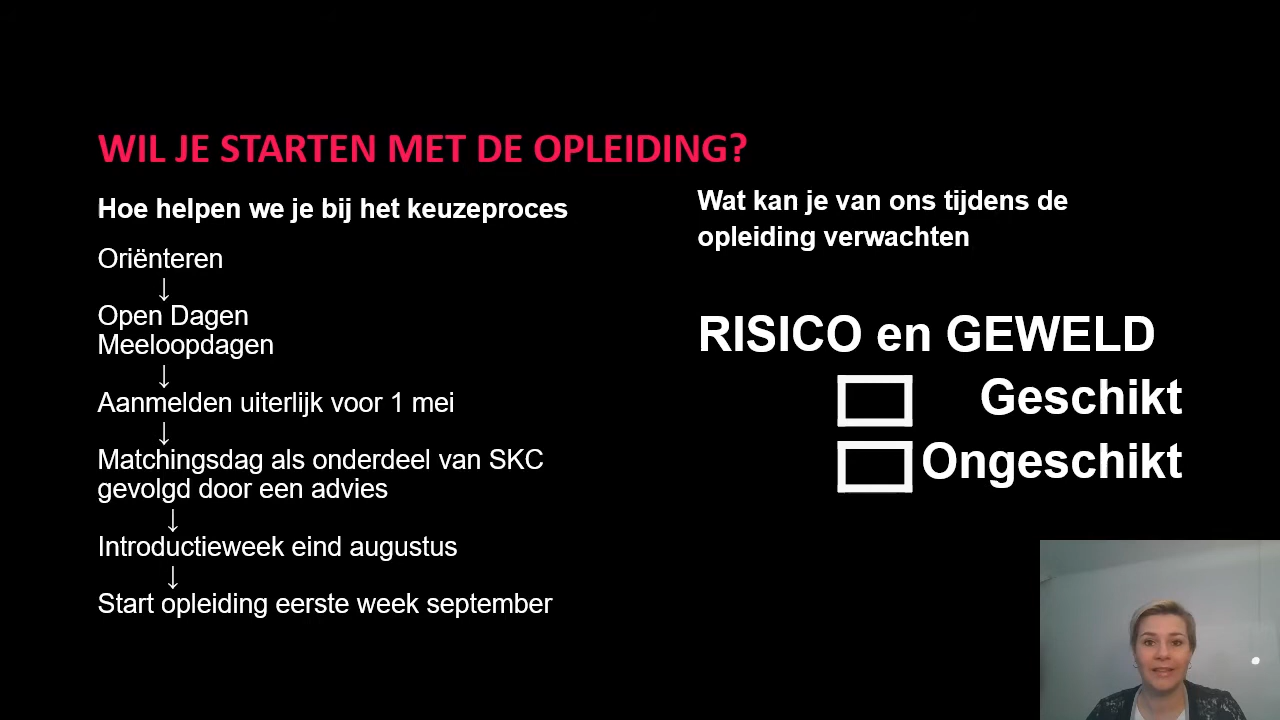 WIL JE STARTEN MET DE OPLEIDING?
Hoe helpen we je bij het keuzeproces
Oriënteren
↓
Open Dagen
Meeloopdagen
↓
Aanmelden uiterlijk voor 1 mei
↓
Matchingsdag als onderdeel van SKC
gevolgd door een advies
↓
Introductieweek eind augustus
↓
Start opleiding eerste week september
Wat kan je van ons tijdens de
opleiding verwachten
RISICO en GEWELD
Geschikt
Ongeschikt